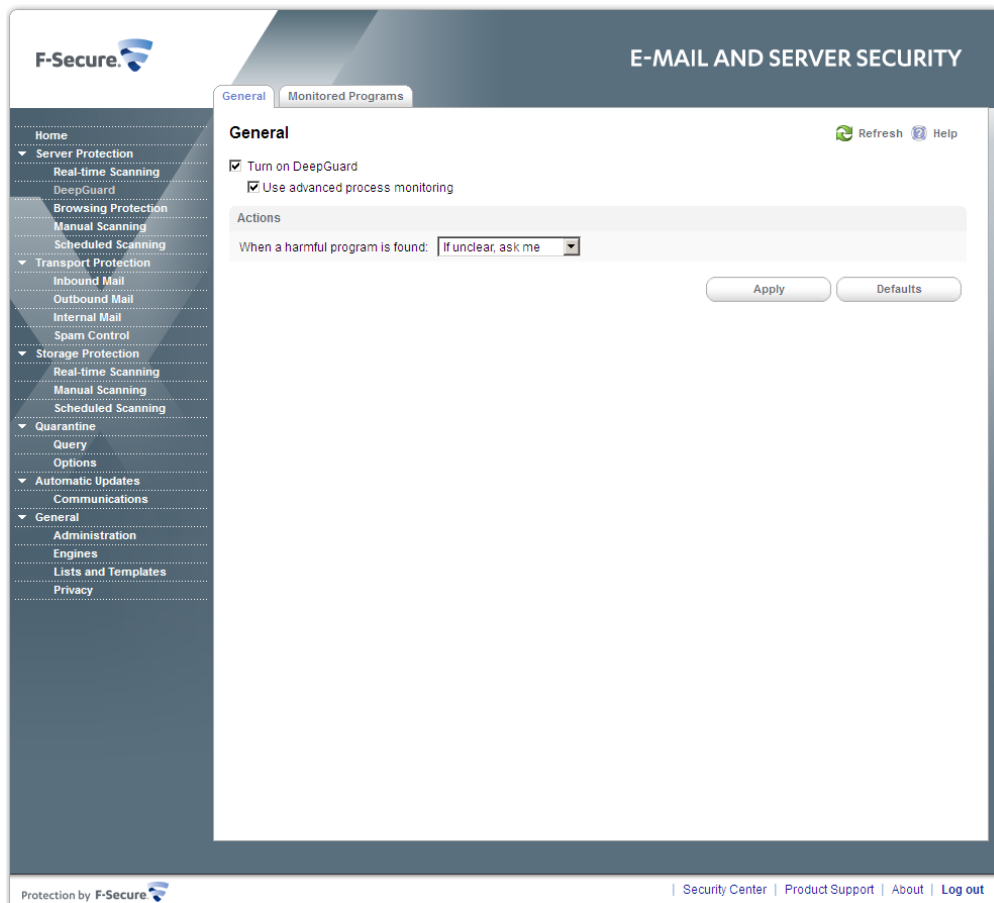 F-Secure.
E-MAIL AND SERVER SECURITY
General
Monitored Programs
Home
Server Protection
Real-time Scanning
DeepGuard
Browsing Protection
Manual Scanning
Scheduled Scanning
Transport Protection
Inbound Mail
Outbound Mail
Internal Mail
Spam Control
Storage Protection
Real-time Scanning
Manual Scanning
Scheduled Scanning
Quarantine
Query
Options
Automatic Updates
Communications
General
Administration
Engines
Lists and Templates
Privacy
General
Refresh
Help
Turn on DeepGuard
Use advanced process monitoring
Actions
When a harmful program is found: If unclear, ask me
Apply
Defaults
Protection by F-Secure.
| Security Center | Product Support | About | Log out